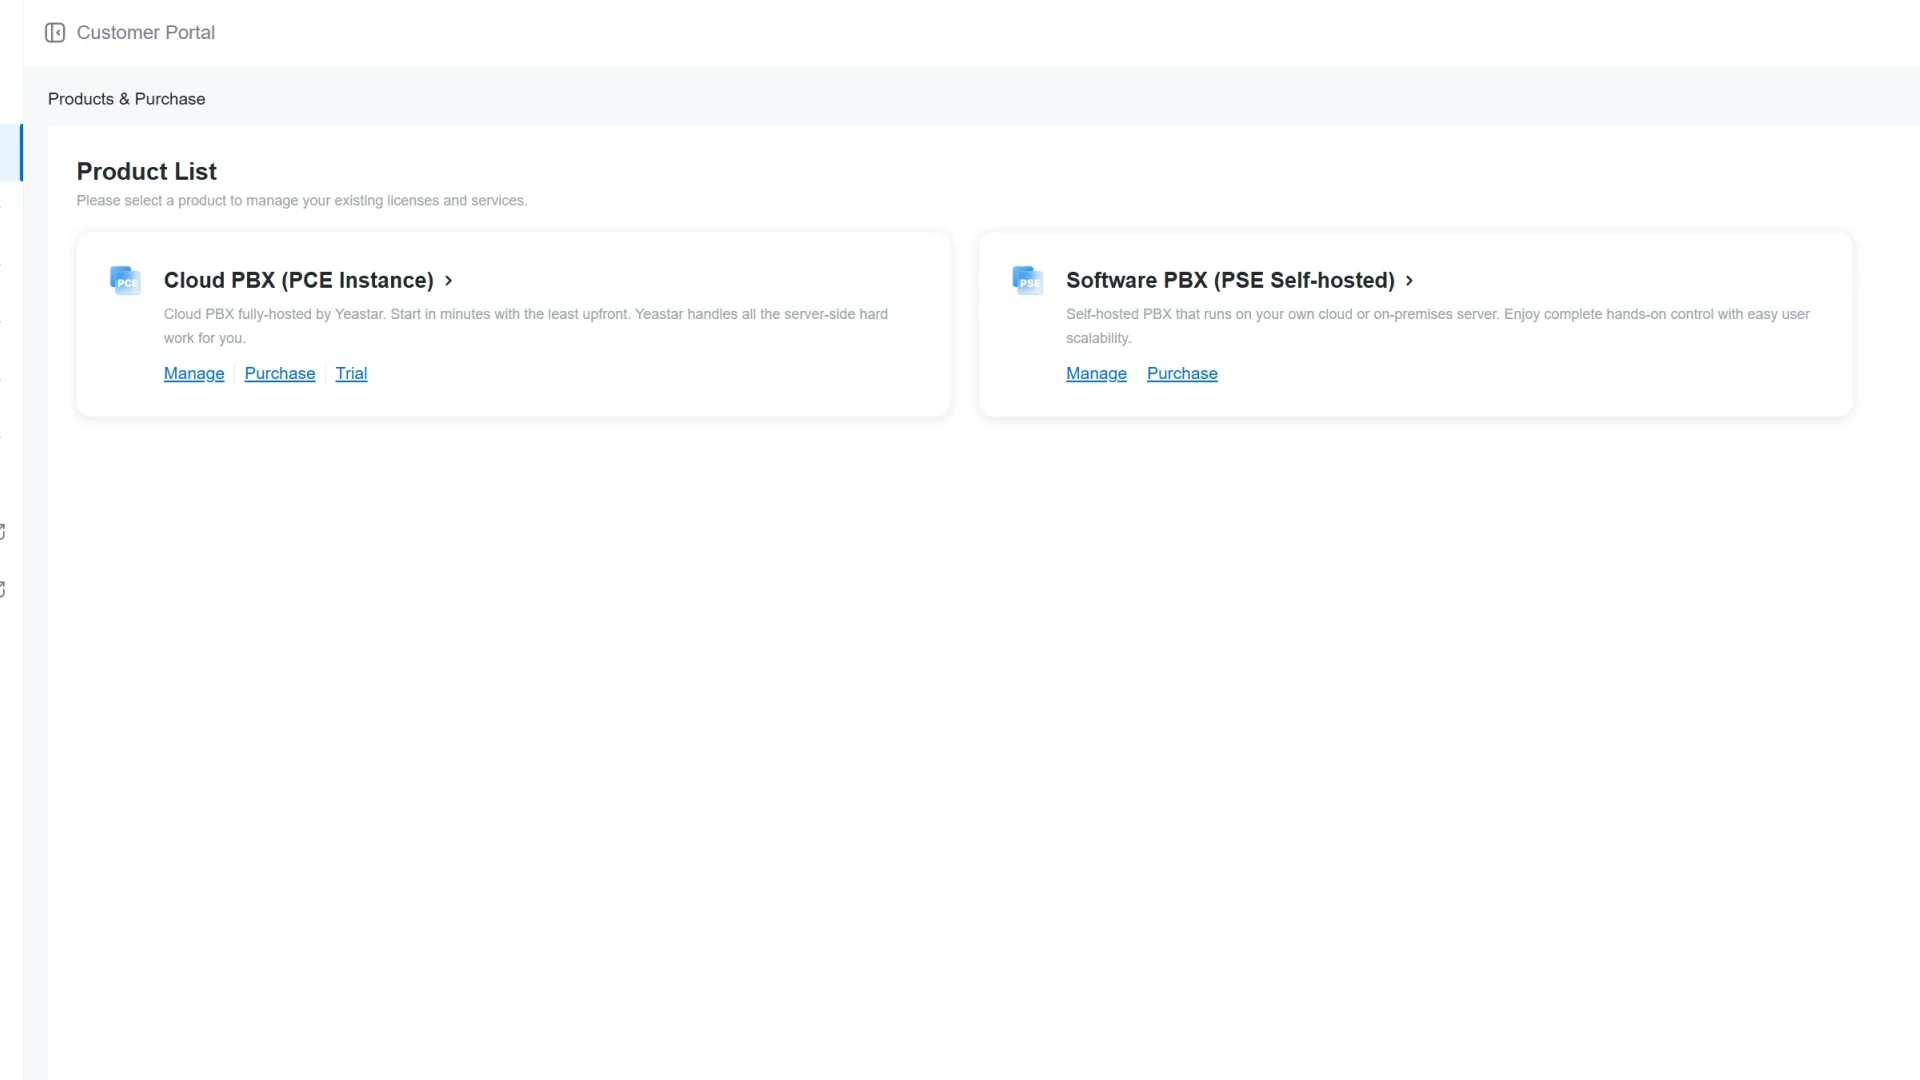 Customer Portal
Products & Purchase
Product List
Please select a product to manage your existing licenses and services.
PCE
Cloud PBX (PCE Instance)
Cloud PBX fully-hosted by Yeastar. Start in minutes with the least upfront. Yeastar handles all the server-side hard
work for you.
Manage Purchase Trial
PSE
Software PBX (PSE Self-hosted)
Self-hosted PBX that runs on your own cloud or on-premises server. Enjoy complete hands-on control with easy user
scalability.
Manage Purchase